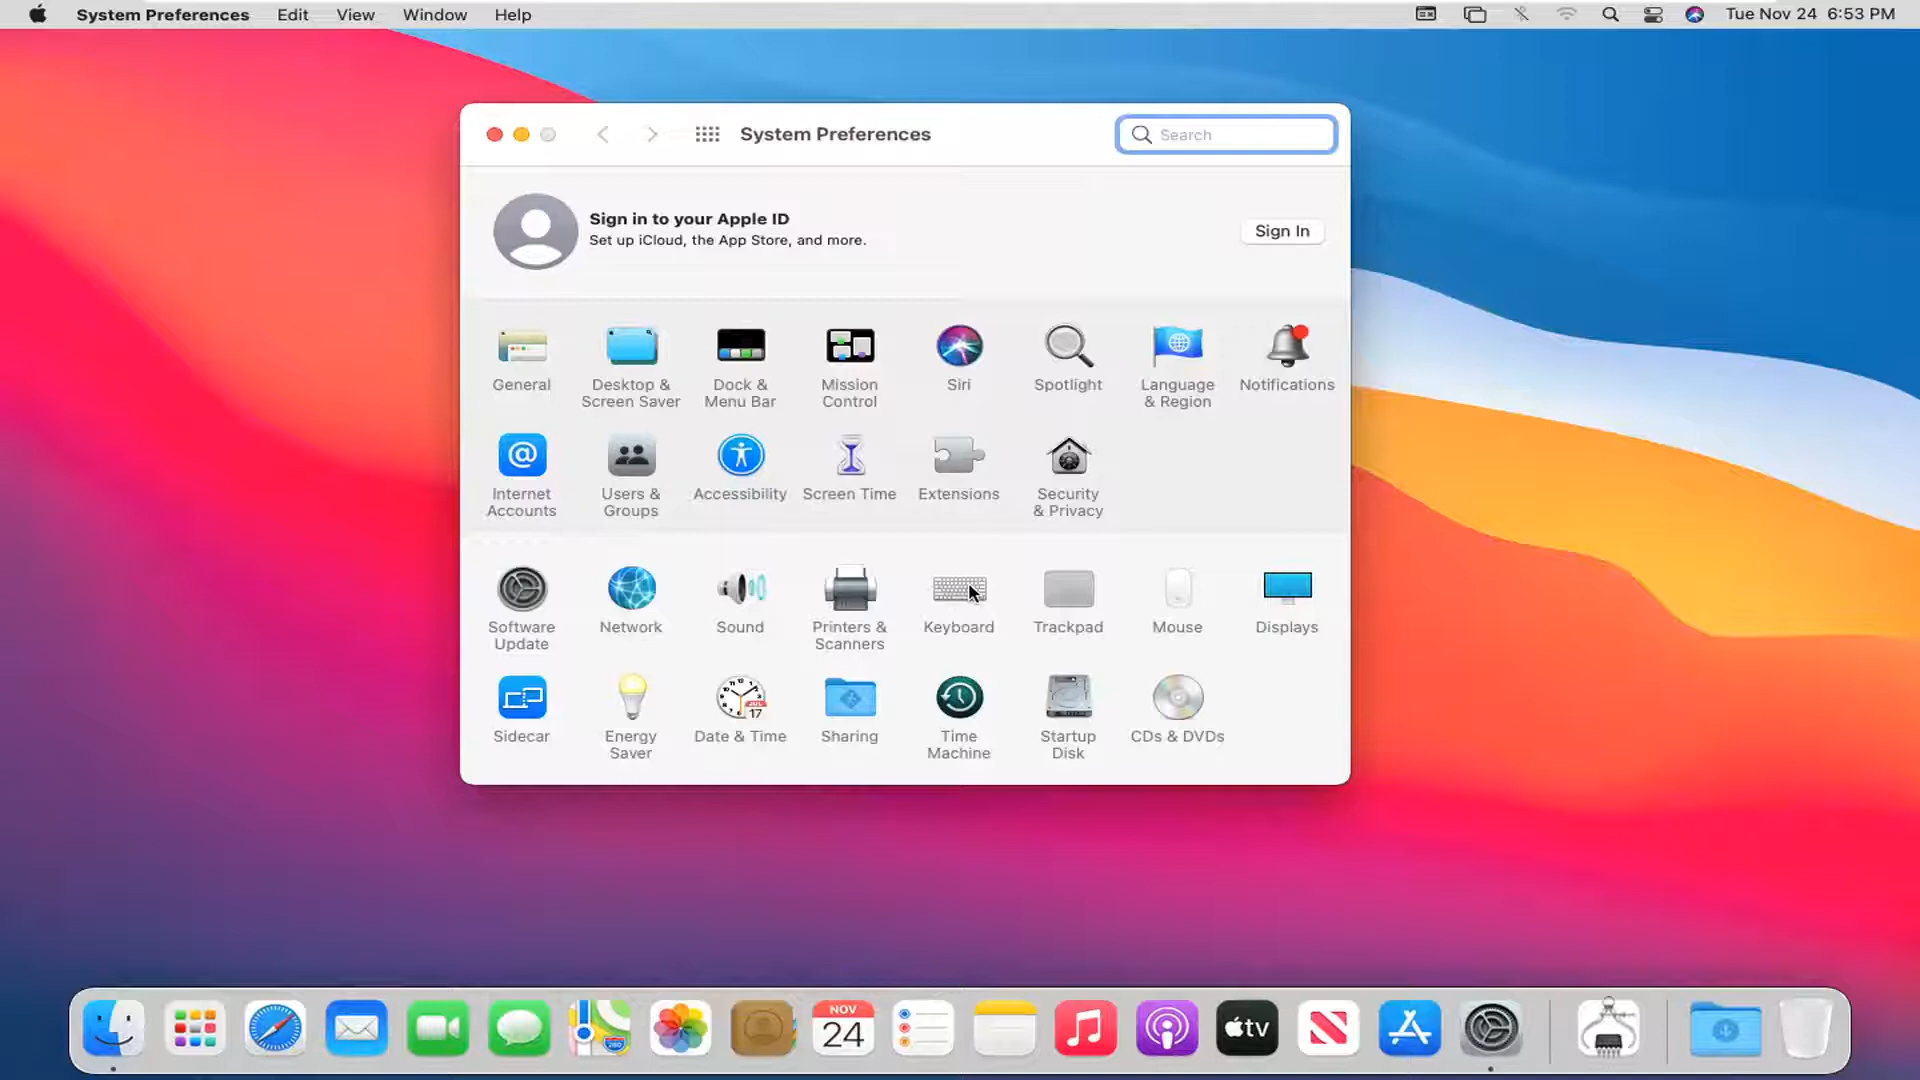 System Preferences Edit View Window Help Tue Nov 24 6:53 PM
System Preferences Search
Sign in to your Apple ID
Set up iCloud, the App Store, and more.
Sign In
General Desktop & Screen Saver Dock & Menu Bar Mission Control Siri Spotlight Language & Region Notifications
Internet Accounts Users & Groups Accessibility Screen Time Extensions Security & Privacy
Software Update Network Sound Printers & Scanners Keyboard Trackpad Mouse Displays
JUL
17
Sidecar Energy Saver Date & Time Sharing Time Machine Startup Disk CDs & DVDs
NOV
24
280
tv